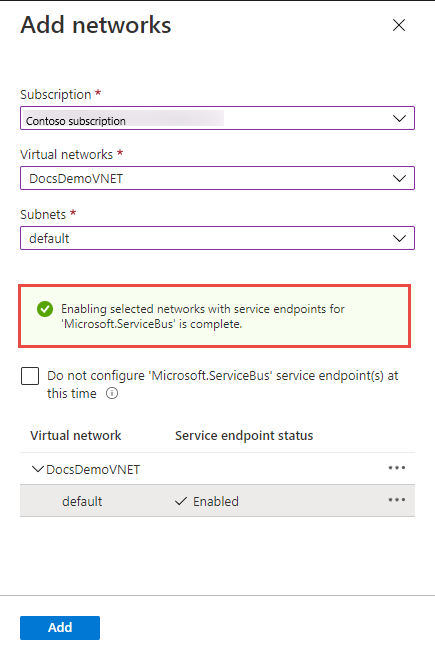 Add networks
Subscription *
Contoso subscription
Virtual networks *
DocsDemoVNET
Subnets *
default
Enabling selected networks with service endpoints for
'Microsoft.ServiceBus' is complete.
Do not configure 'Microsoft.ServiceBus' service endpoint(s) at
this time
Virtual network Service endpoint status
DocsDemoVNET
default Enabled
Add